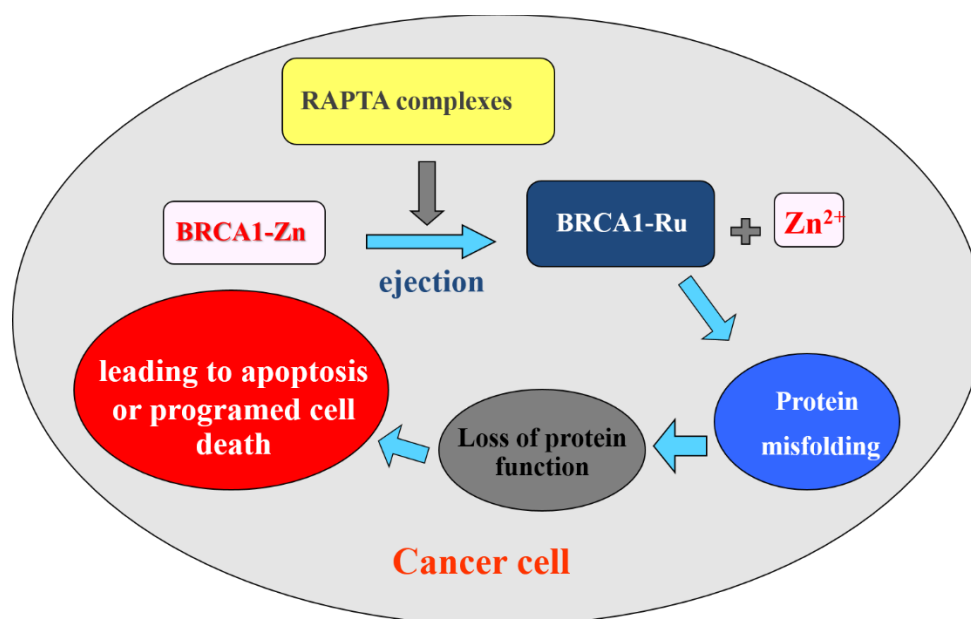 RAPTA complexes
BRCA1-Zn
ejection
BRCA1-Ru
Zn²⁺
Protein
misfolding
Loss of protein
function
leading to apoptosis
or programed cell
death
Cancer cell